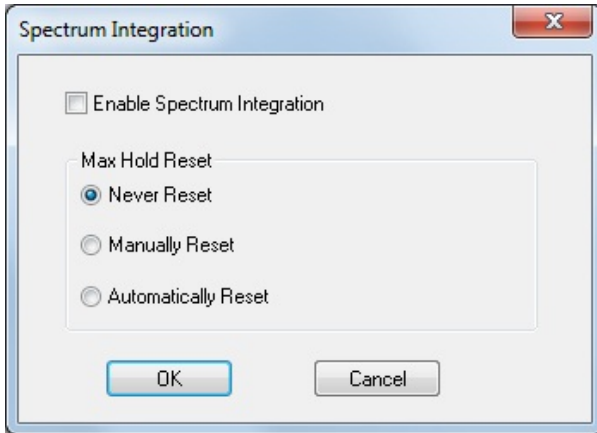 Spectrum Integration
Enable Spectrum Integration
Max Hold Reset
Never Reset
Manually Reset
Automatically Reset
OK Cancel